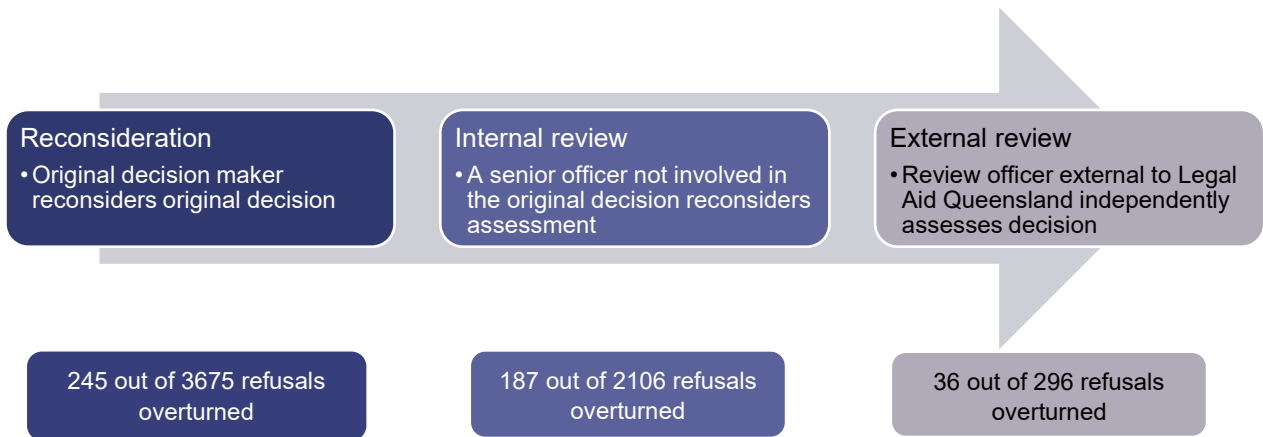 Reconsideration
•Original decision maker
reconsiders original decision
Internal review
•A senior officer not involved in
the original decision reconsiders
assessment
External review
•Review officer external to Legal
Aid Queensland independently
assesses decision
245 out of 3675 refusals
overturned
187 out of 2106 refusals
overturned
36 out of 296 refusals
overturned